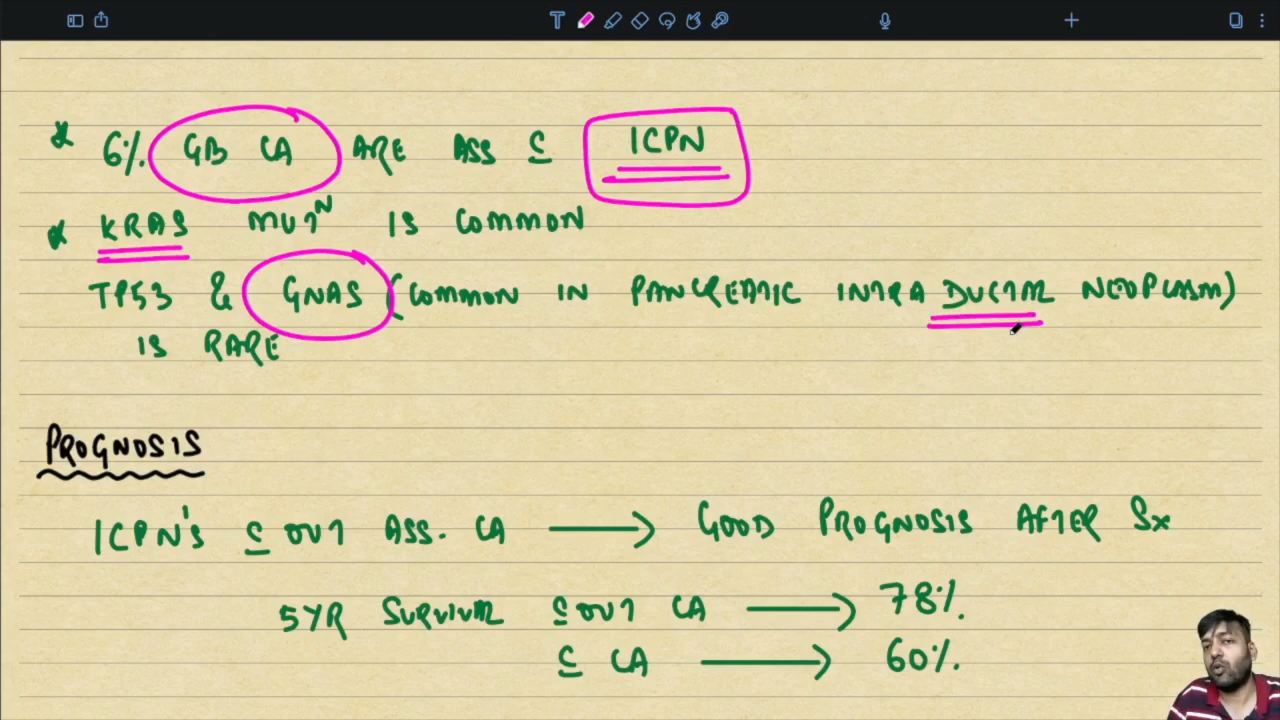 * 6% GB CA ARE ASS C̲ ICPN
* KRAS MUTᴺ IS COMMON
TP53 & GNAS (COMMON IN PANCREATIC INTRA DUCTAL NEOPLASM)
IS RARE
PROGNOSIS
ICPN'S C̲ OUT ASS. CA → GOOD PROGNOSIS AFTER Sx
5YR SURVIVAL C̲ OUT CA → 78%.
C̲ CA → 60%.